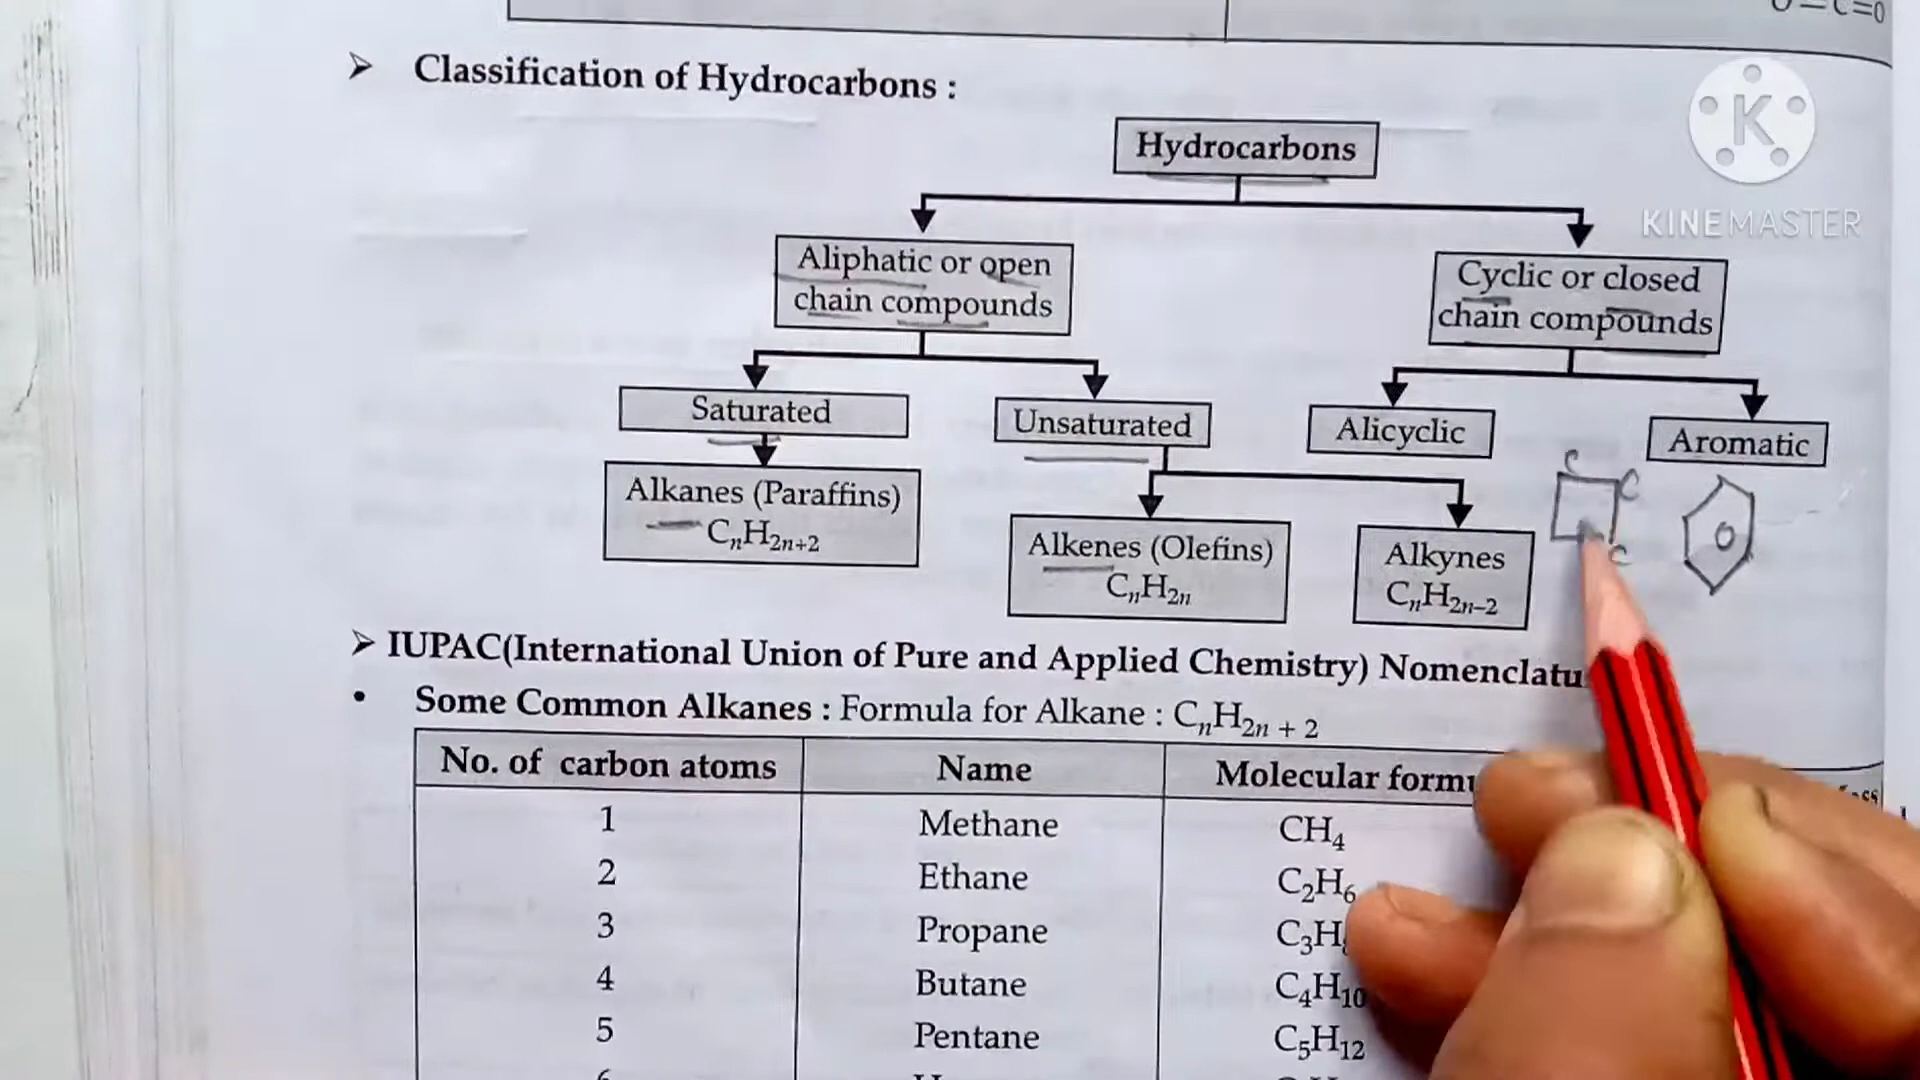 O=C=O
➢ Classification of Hydrocarbons :
K
KINEMASTER
Hydrocarbons
Aliphatic or open
chain compounds
Cyclic or closed
chain compounds
Saturated
Unsaturated
Alicyclic
Aromatic
Alkanes (Paraffins)
CₙH₂ₙ₊₂
Alkenes (Olefins)
CₙH₂ₙ
Alkynes
CₙH₂ₙ₋₂
C
C
C
➢ IUPAC(International Union of Pure and Applied Chemistry) Nomenclatu
• Some Common Alkanes : Formula for Alkane : CₙH₂ₙ ₊ ₂
No. of carbon atoms Name Molecular formu
1 Methane CH₄
2 Ethane C₂H₆
3 Propane C₃H
4 Butane C₄H₁₀
5 Pentane C₅H₁₂